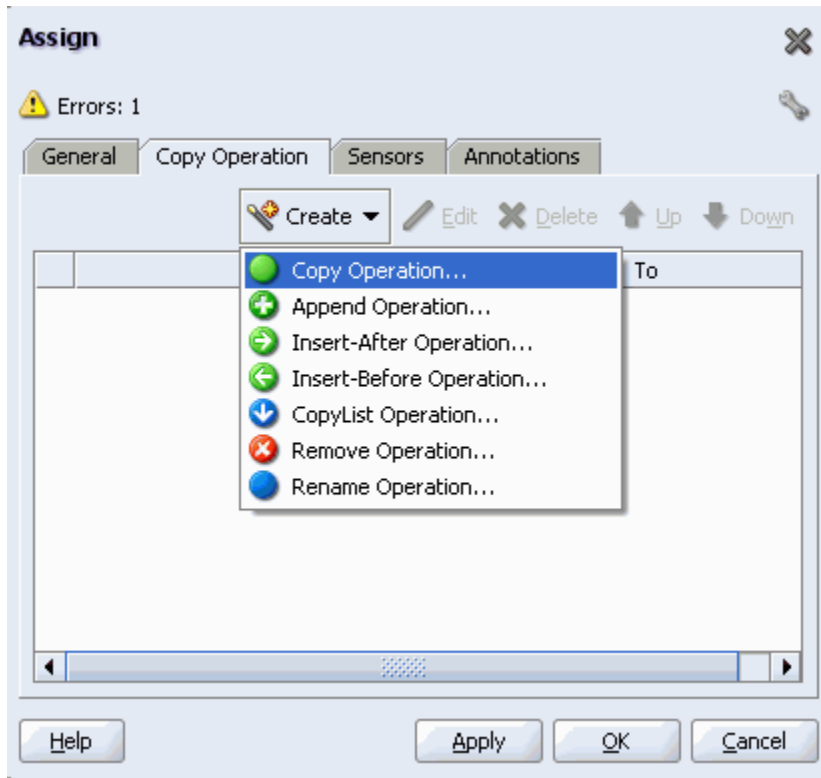 Assign
Errors: 1
General Copy Operation Sensors Annotations
Create Edit Delete Up Down
To
Copy Operation...
Append Operation...
Insert-After Operation...
Insert-Before Operation...
CopyList Operation...
Remove Operation...
Rename Operation...
Help Apply OK Cancel